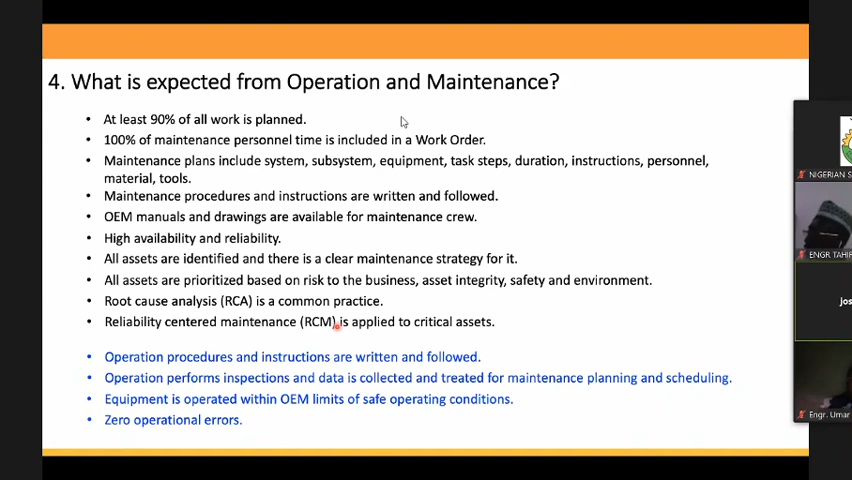 4. What is expected from Operation and Maintenance?
• At least 90% of all work is planned.
• 100% of maintenance personnel time is included in a Work Order.
• Maintenance plans include system, subsystem, equipment, task steps, duration, instructions, personnel,
material, tools.
• Maintenance procedures and instructions are written and followed.
• OEM manuals and drawings are available for maintenance crew.
• High availability and reliability.
• All assets are identified and there is a clear maintenance strategy for it.
• All assets are prioritized based on risk to the business, asset integrity, safety and environment.
• Root cause analysis (RCA) is a common practice.
• Reliability centered maintenance (RCM) is applied to critical assets.
• Operation procedures and instructions are written and followed.
• Operation performs inspections and data is collected and treated for maintenance planning and scheduling.
• Equipment is operated within OEM limits of safe operating conditions.
• Zero operational errors.
NIGERIAN S
ENGR TAHIR
Jos
Engr. Umar